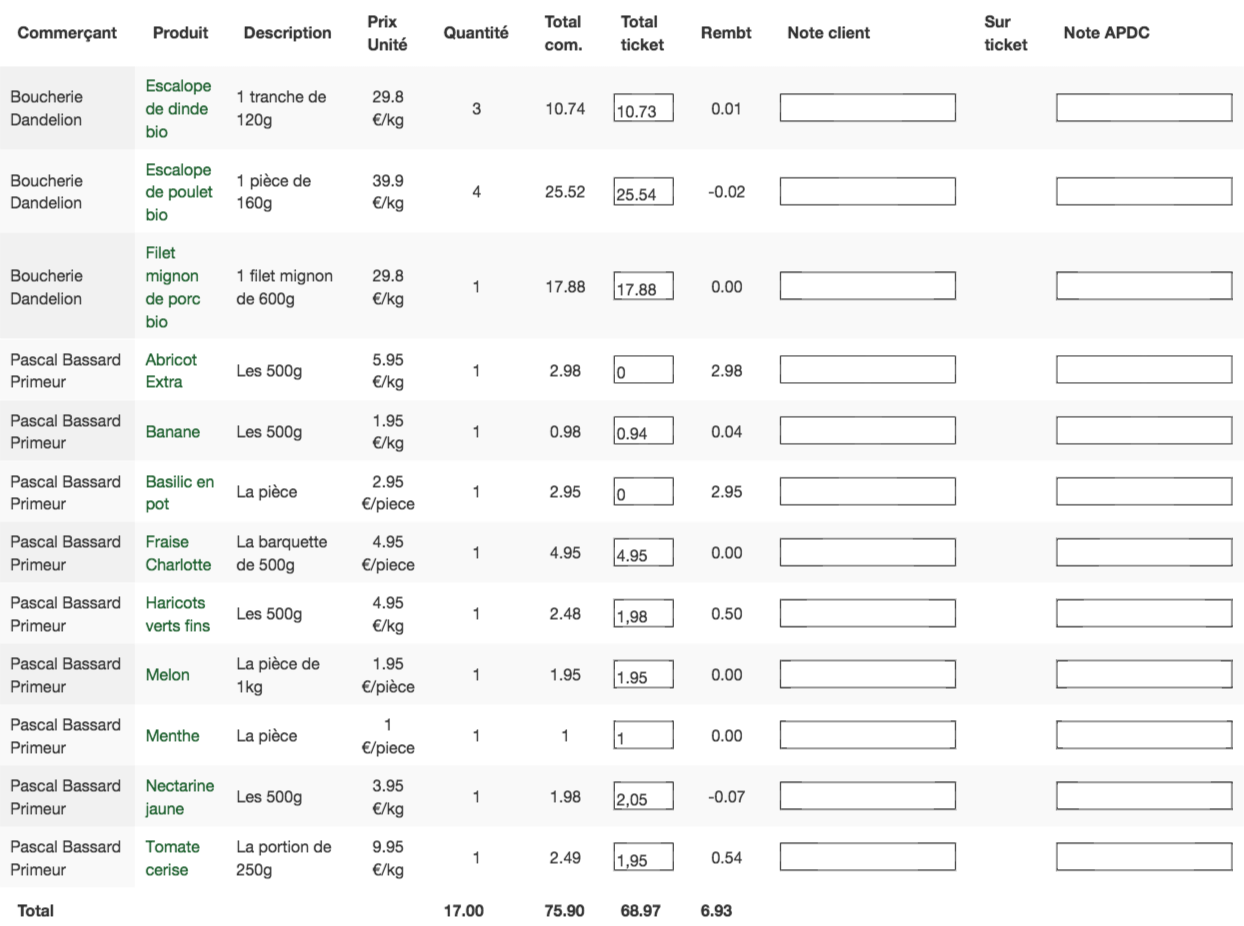 Commerçant Produit Description Prix Unité Quantité Total com. Total ticket Rembt Note client Sur ticket Note APDC
Boucherie Dandelion Escalope de dinde bio 1 tranche de 120g 29.8 €/kg 3 10.74 10.73 0.01
Boucherie Dandelion Escalope de poulet bio 1 pièce de 160g 39.9 €/kg 4 25.52 25.54 -0.02
Boucherie Dandelion Filet mignon de porc bio 1 filet mignon de 600g 29.8 €/kg 1 17.88 17.88 0.00
Pascal Bassard Primeur Abricot Extra Les 500g 5.95 €/kg 1 2.98 0 2.98
Pascal Bassard Primeur Banane Les 500g 1.95 €/kg 1 0.98 0.94 0.04
Pascal Bassard Primeur Basilic en pot La pièce 2.95 €/piece 1 2.95 0 2.95
Pascal Bassard Primeur Fraise Charlotte La barquette de 500g 4.95 €/piece 1 4.95 4.95 0.00
Pascal Bassard Primeur Haricots verts fins Les 500g 4.95 €/kg 1 2.48 1,98 0.50
Pascal Bassard Primeur Melon La pièce de 1kg 1.95 €/pièce 1 1.95 1.95 0.00
Pascal Bassard Primeur Menthe La pièce 1 €/piece 1 1 1 0.00
Pascal Bassard Primeur Nectarine jaune Les 500g 3.95 €/kg 1 1.98 2,05 -0.07
Pascal Bassard Primeur Tomate cerise La portion de 250g 9.95 €/kg 1 2.49 1,95 0.54
Total 17.00 75.90 68.97 6.93